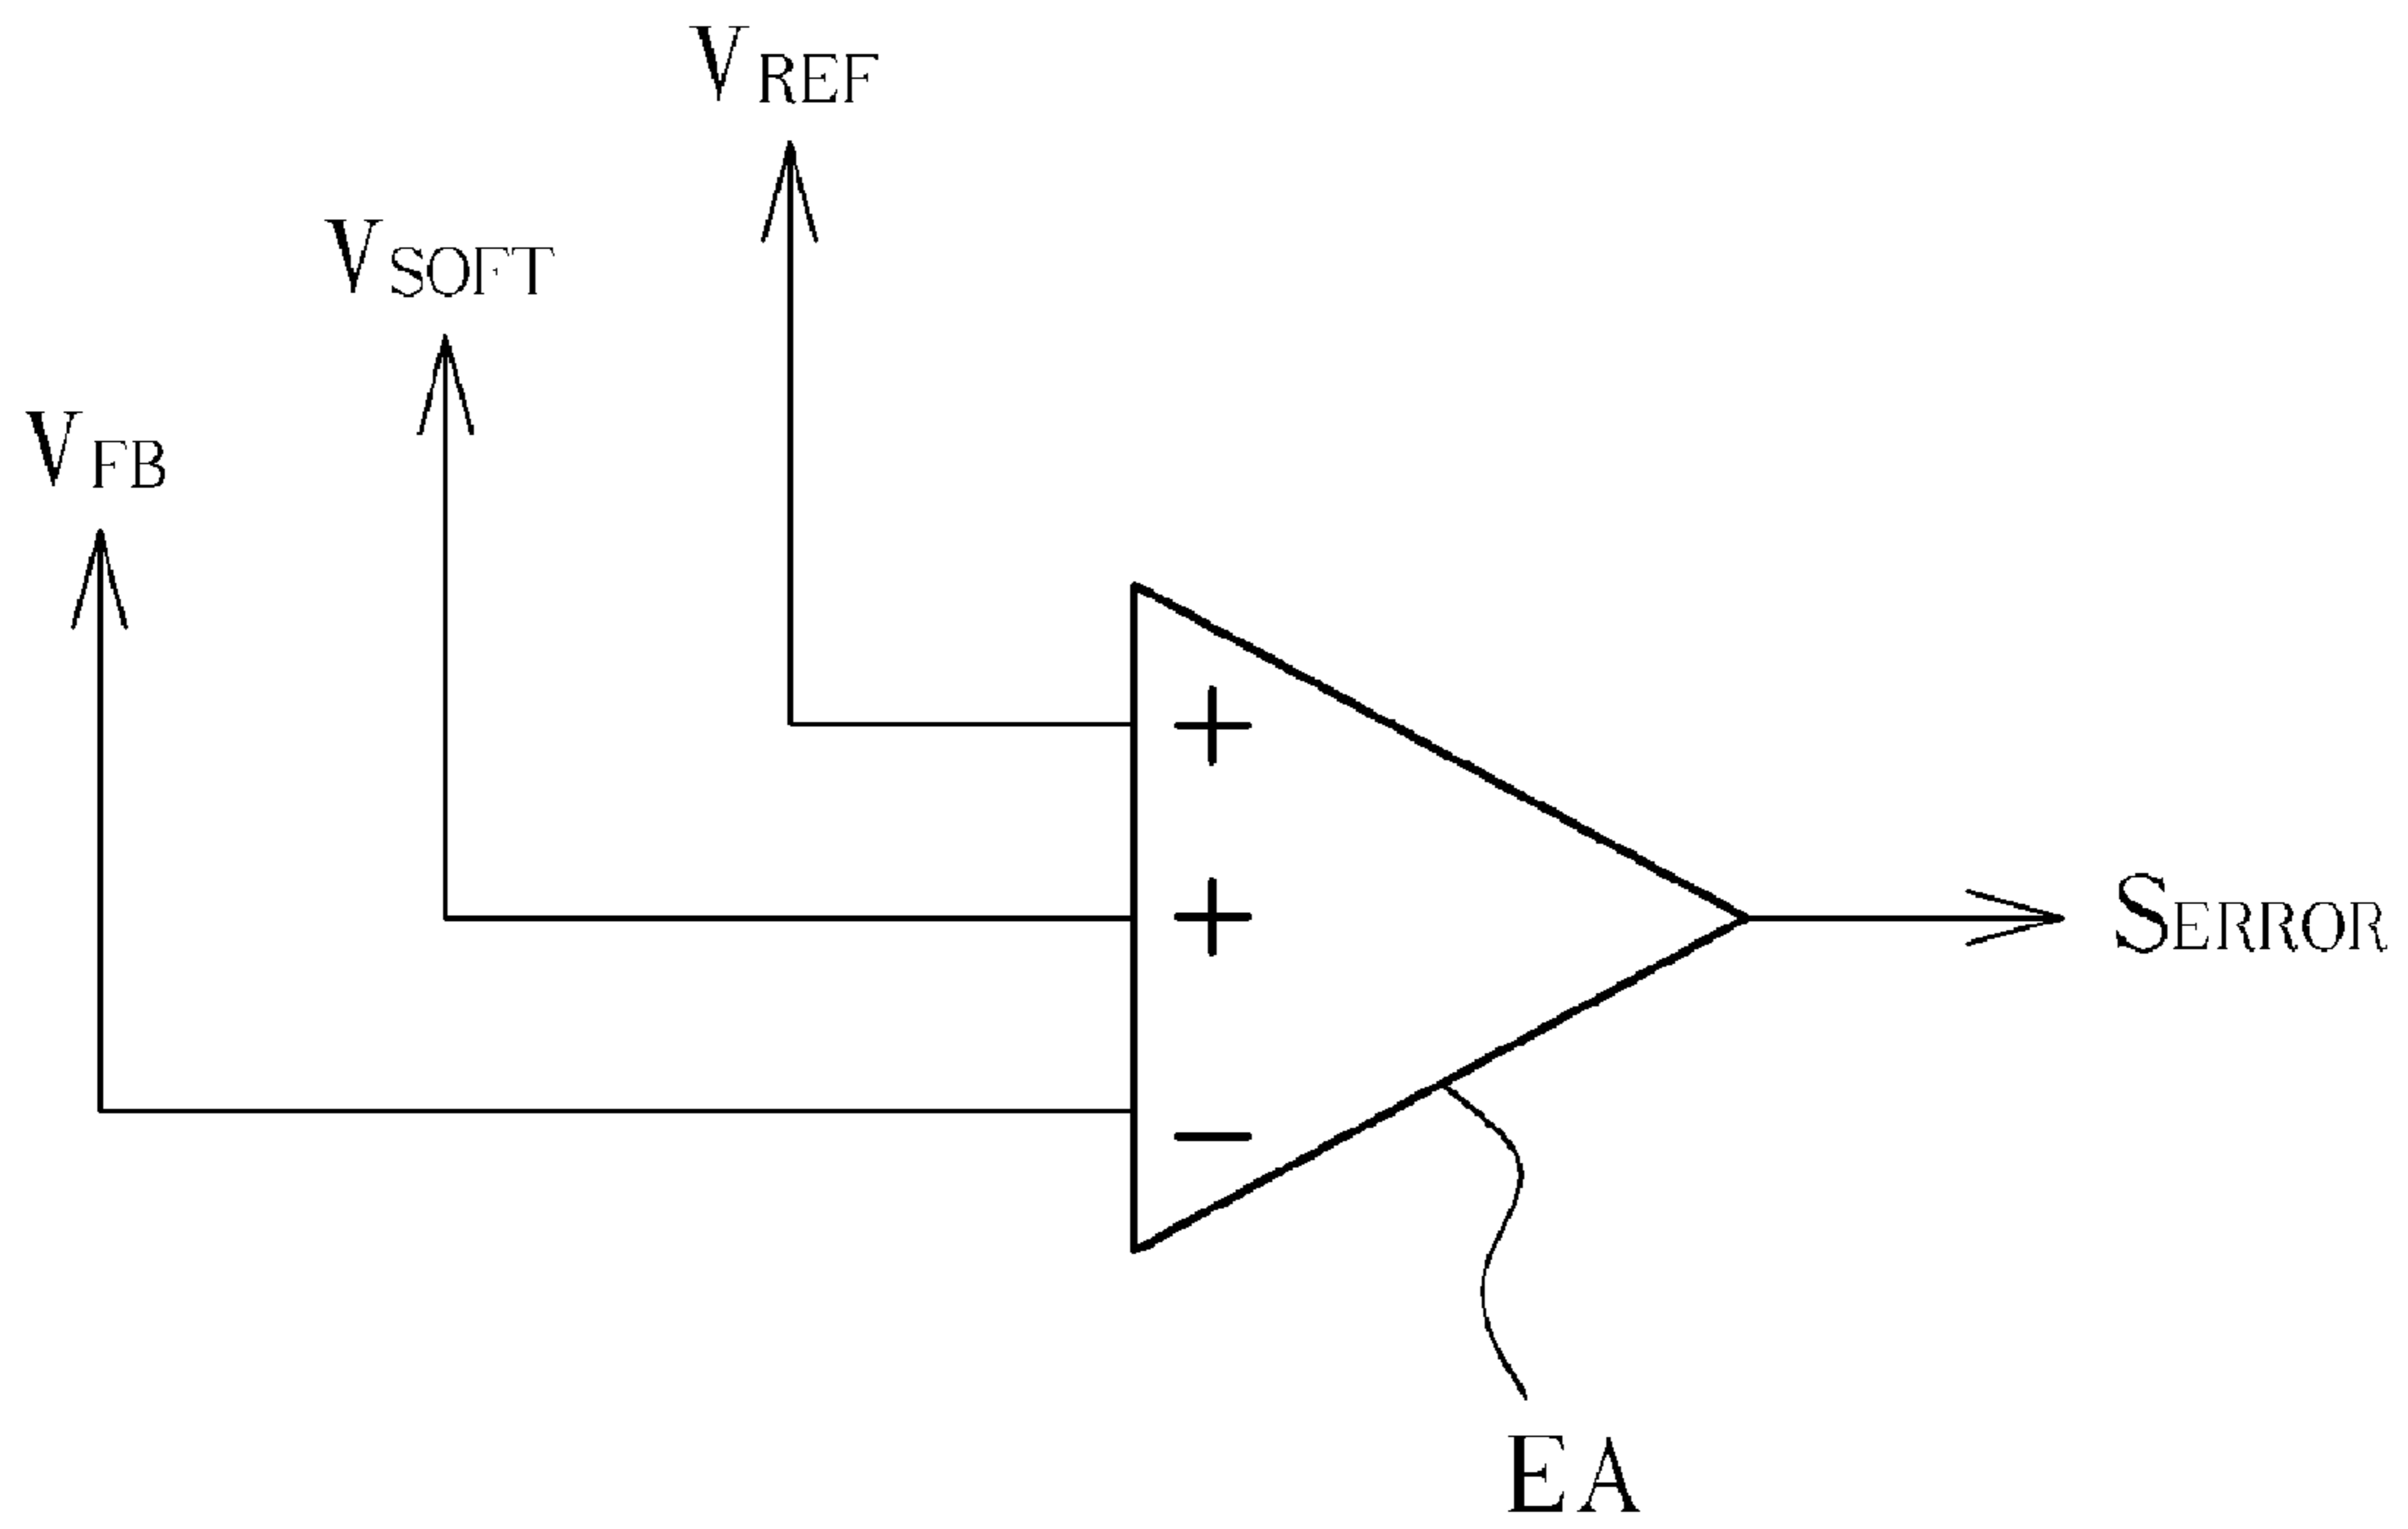 VREF
VSOFT
VFB
+
+
−
SERROR
EA